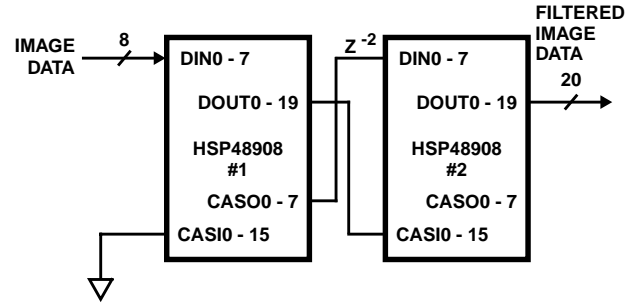 IMAGE
DATA
8
DIN0 - 7
DOUT0 - 19
HSP48908
#1
CASO0 - 7
CASI0 - 15
Z -2
DIN0 - 7
DOUT0 - 19
HSP48908
#2
CASO0 - 7
CASI0 - 15
FILTERED
IMAGE
DATA
20